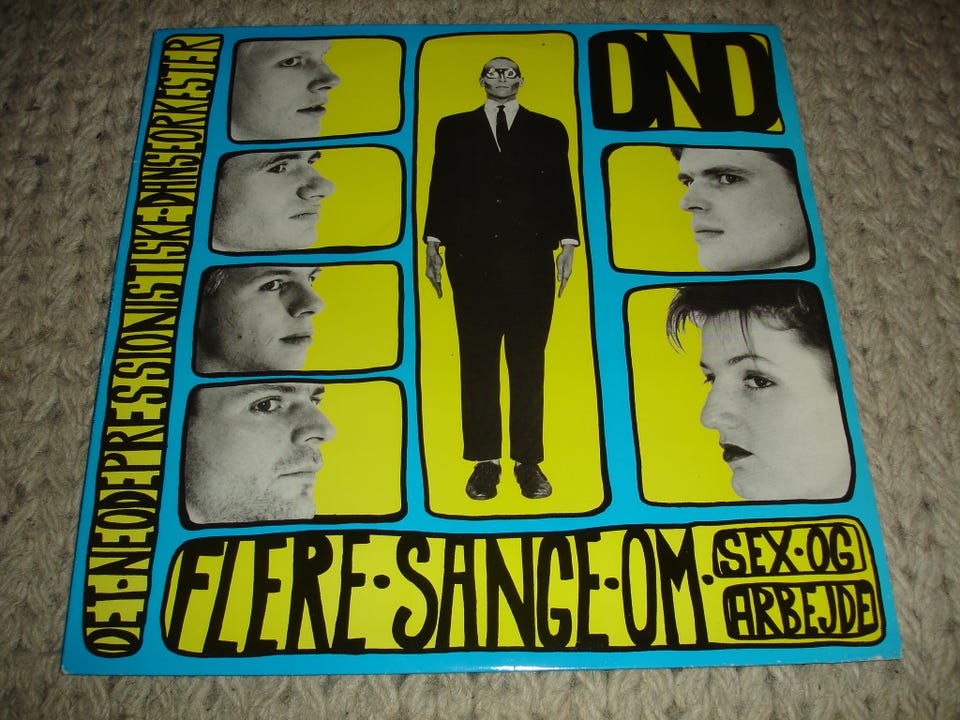 DET·NEODEPRESSIONISTISKE·DANSEORKESTER
DND
FLERE·SANGE·OM·
SEX·OG
ARBEJDE